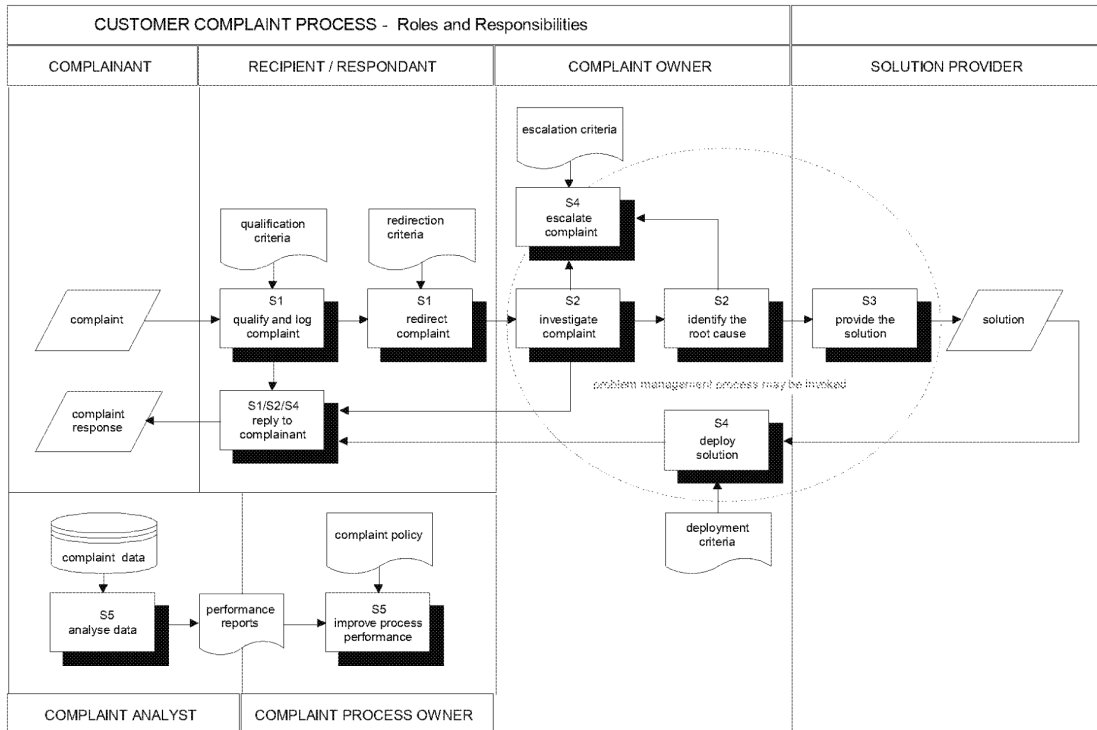 CUSTOMER COMPLAINT PROCESS - Roles and Responsibilities
COMPLAINANT
RECIPIENT / RESPONDANT
COMPLAINT OWNER
SOLUTION PROVIDER
escalation criteria
S4
escalate
complaint
qualification
criteria
redirection
criteria
complaint
S1
qualify and log
complaint
S1
redirect
complaint
S2
investigate
complaint
S2
identify the
root cause
S3
provide the
solution
solution
problem management process may be invoked
complaint
response
S1/S2/S4
reply to
complainant
S4
deploy
solution
deployment
criteria
complaint data
complaint policy
S5
analyse data
performance
reports
S5
improve process
performance
COMPLAINT ANALYST
COMPLAINT PROCESS OWNER